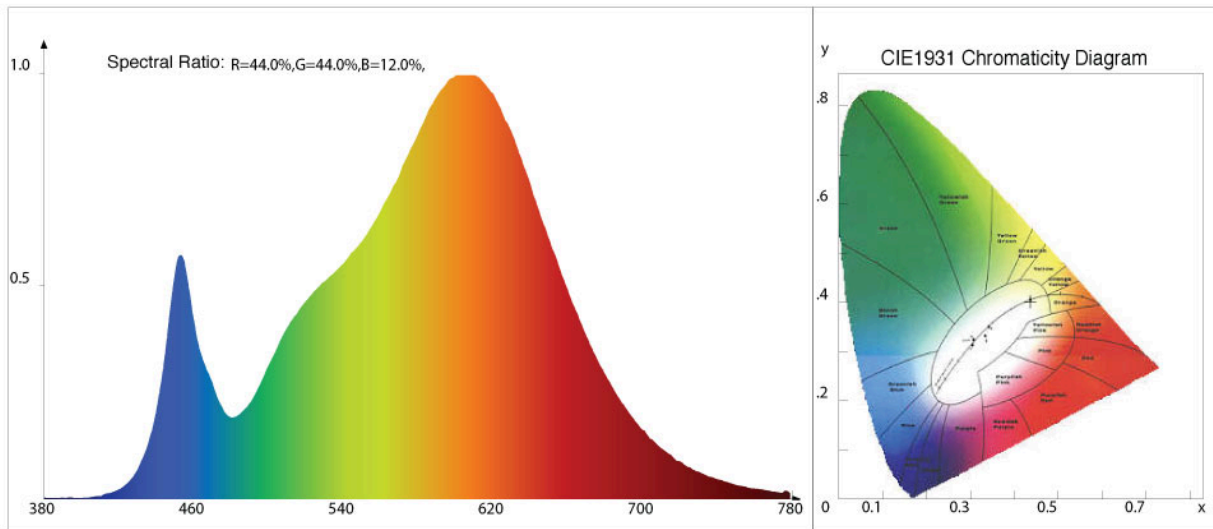 Spectral Ratio: R=44.0%,G=44.0%,B=12.0%,
1.0
0.5
380
460
540
620
700
780
CIE1931 Chromaticity Diagram
y
.8
.6
.4
.2
0
0.1
0.3
0.5
0.7
x
Yellowish
Green
Green
Yellow
Green
Greenish
Yellow
Yellow
Orange
Yellow
Orange
Bluish
Green
Yellowish
Pink
Reddish
Orange
Pink
Red
Purplish
Pink
Greenish
Blue
Purplish
Red
Blue
Purple
Reddish
Purple